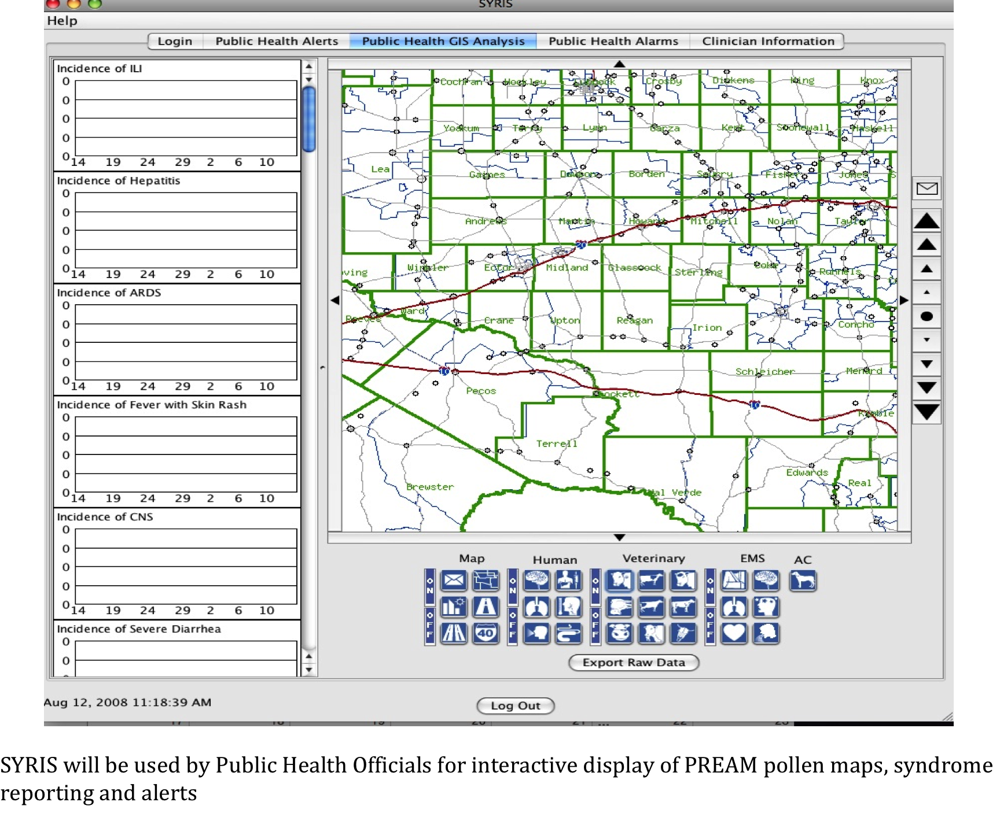 SYRIS
Help
Login Public Health Alerts Public Health GIS Analysis Public Health Alarms Clinician Information
Incidence of ILI
0
0
0
0
0
14 19 24 29 2 6 10
Incidence of Hepatitis
0
0
0
0
0
14 19 24 29 2 6 10
Incidence of ARDS
0
0
0
0
0
14 19 24 29 2 6 10
Incidence of Fever with Skin Rash
0
0
0
0
0
14 19 24 29 2 6 10
Incidence of CNS
0
0
0
0
0
14 19 24 29 2 6 10
Incidence of Severe Diarrhea
0
0
Cochran Hockley Lubbock Crosby Dickens King Knox
Yoakum Terry Lynn Garza Kent Stonewall Haskell
Lea Gaines Dawson Borden Scurry Fisher Jones S
Andrews Martin Howard Mitchell Nolan Taylor
20
ving Winkler Ector Midland Glasscock Sterling Coke Runnels
Reeves Ward Crane Upton Reagan Irion Concho
10 Schleicher Menard
Pecos Crockett 10 Kimble
Terrell
Brewster Val Verde Edwards Real
Map Human Veterinary EMS AC
ON ON ON ON
OFF OFF OFF OFF
40
Export Raw Data
Aug 12, 2008 11:18:39 AM
Log Out
SYRIS will be used by Public Health Officials for interactive display of PREAM pollen maps, syndrome
reporting and alerts